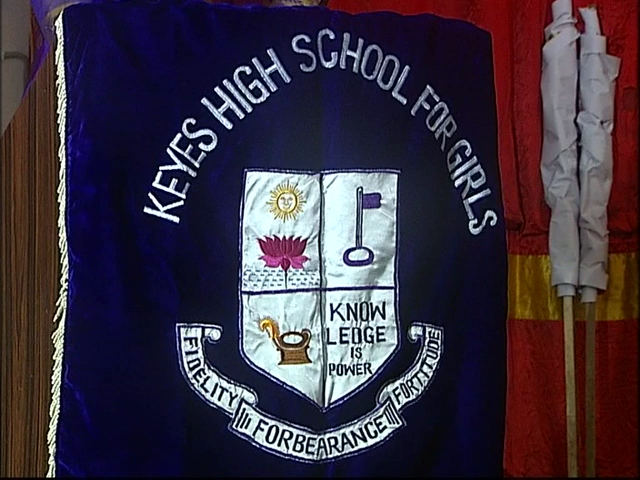 KEYES HIGH SCHOOL FOR GIRLS
KNOW
LEDGE
IS
POWER
FIDELITY
FORBEARANCE
FORTITUDE